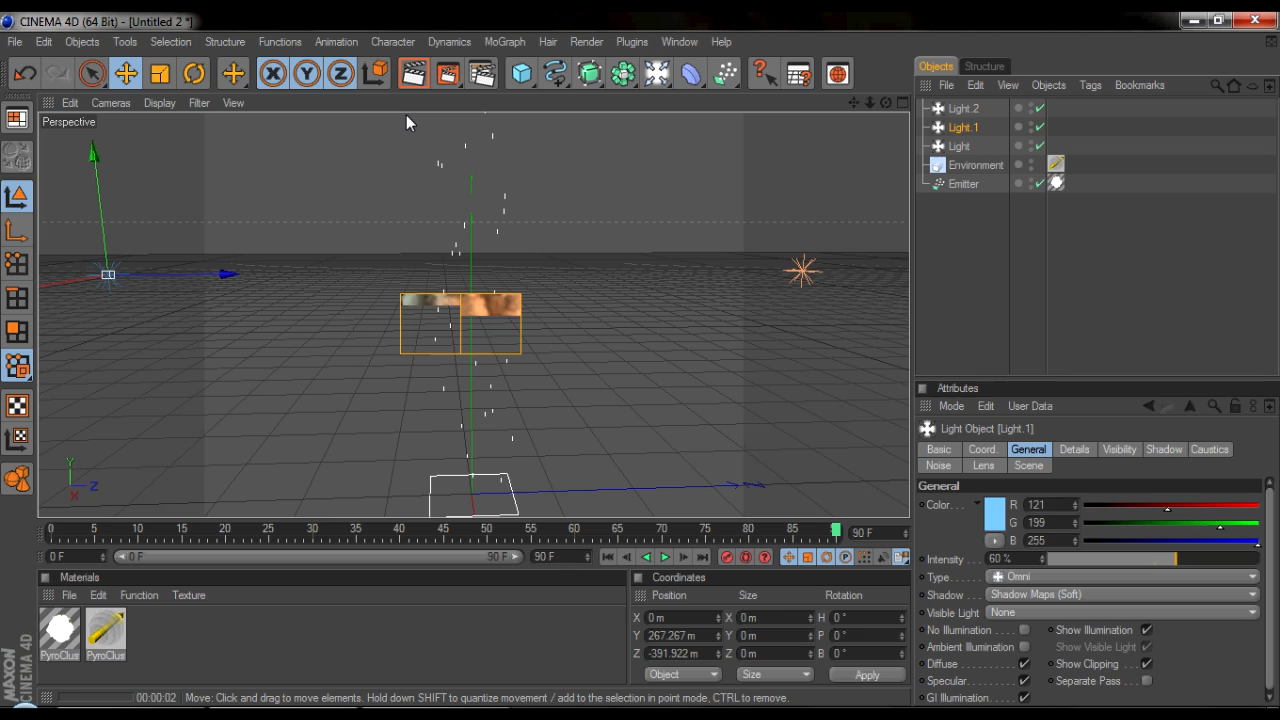 CINEMA 4D (64 Bit) - [Untitled 2 *]
File Edit Objects Tools Selection Structure Functions Animation Character Dynamics MoGraph Hair Render Plugins Window Help
Objects Structure
File Edit View Objects Tags Bookmarks
Edit Cameras Display Filter View
Perspective
Light.2
Light.1
Light
Environment
Emitter
Attributes
Mode Edit User Data
Light Object [Light.1]
Basic Coord. General Details Visibility Shadow Caustics
Noise Lens Scene
General
Color R 121
G 199
B 255
Intensity 60 %
Type Omni
Shadow Shadow Maps (Soft)
Visible Light None
No Illumination Show Illumination
Ambient Illumination Show Visible Light
Diffuse Show Clipping
Specular Separate Pass
GI Illumination
0 5 10 15 20 25 30 35 40 45 50 55 60 65 70 75 80 85 90 F
0 F 0 F 90 F 90 F
Materials
File Edit Function Texture
PyroClus PyroClus
Coordinates
Position Size Rotation
X 0 m X 0 m H 0 °
Y 267.267 m Y 0 m P 0 °
Z -391.922 m Z 0 m B 0 °
Object Size Apply
MAXON CINEMA 4D
00:00:02 Move: Click and drag to move elements. Hold down SHIFT to quantize movement / add to the selection in point mode, CTRL to remove.
Y
Z
X